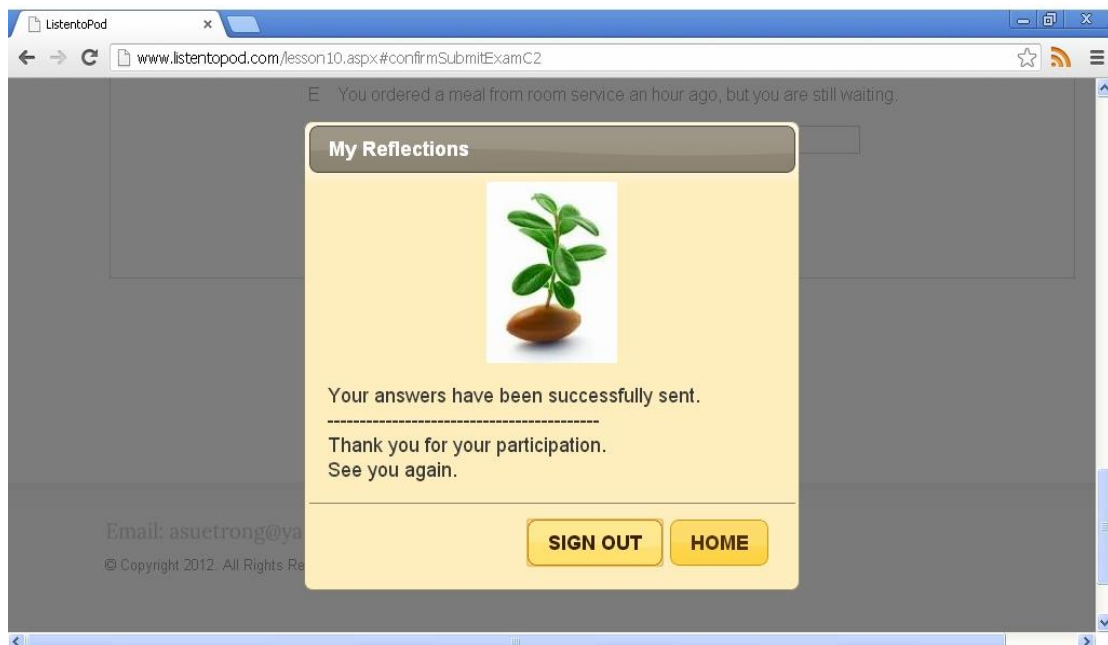 ListentoPod
www.listentopod.com/lesson10.aspx#confirmSubmitExamC2
E You ordered a meal from room service an hour ago, but you are still waiting.
My Reflections
Your answers have been successfully sent.
------------------------------------------
Thank you for your participation.
See you again.
SIGN OUT HOME
Email: asuetrong@ya
© Copyright 2012. All Rights Re